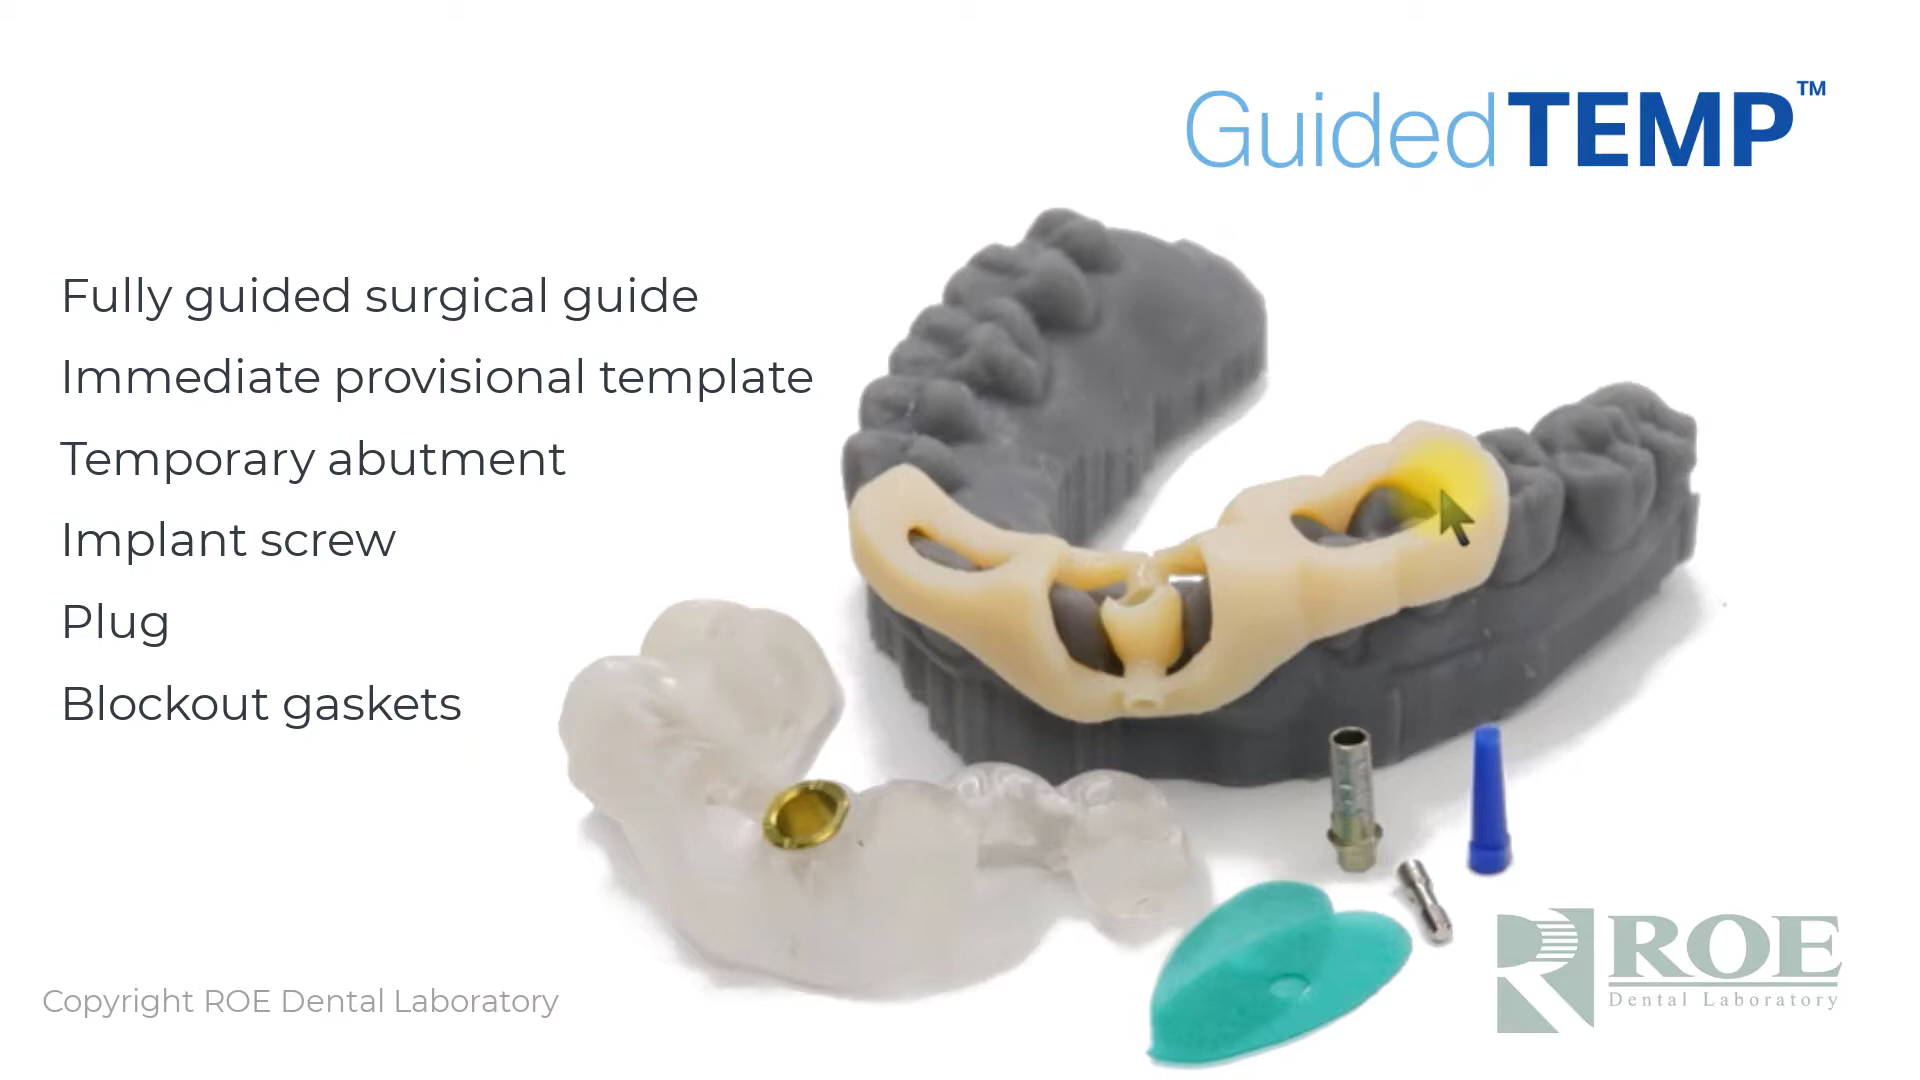 GuidedTEMP™
Fully guided surgical guide
Immediate provisional template
Temporary abutment
Implant screw
Plug
Blockout gaskets
Copyright ROE Dental Laboratory
ROE
Dental Laboratory